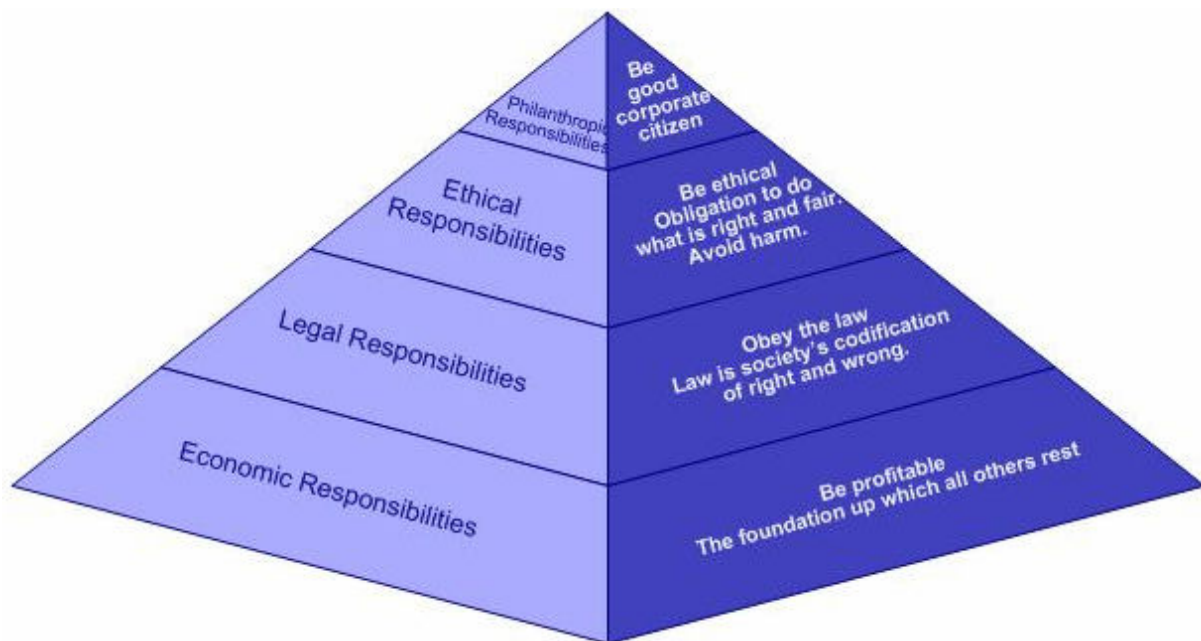 Philanthropic
Responsibilities
Be
good
corporate
citizen
Ethical
Responsibilities
Be ethical
Obligation to do
what is right and fair.
Avoid harm.
Legal Responsibilities
Obey the law
Law is society's codification
of right and wrong.
Economic Responsibilities
Be profitable
The foundation up which all others rest